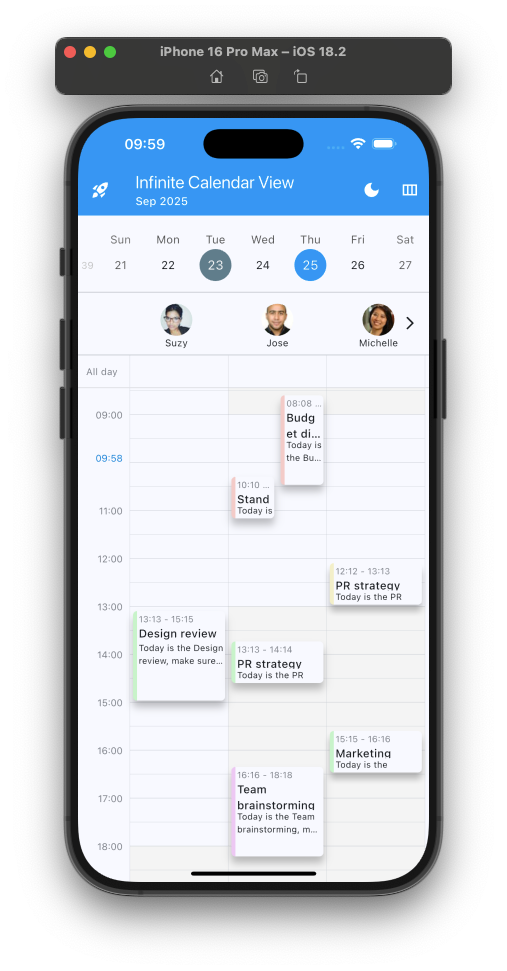 iPhone 16 Pro Max – iOS 18.2
09:59
Infinite Calendar View
Sep 2025
Sun Mon Tue Wed Thu Fri Sat
39 21 22 23 24 25 26 27
Suzy Jose Michelle
All day
08:08 ...
09:00
Budg
et di...
Today is
the Bu...
09:58
10:10 ...
Stand
Today is
11:00
12:00
12:12 - 13:13
PR strategy
Today is the PR
13:00
13:13 - 15:15
Design review
Today is the Design
review, make sure...
13:13 - 14:14
PR strategy
Today is the PR
14:00
15:00
15:15 - 16:16
Marketing
Today is the
16:00
16:16 - 18:18
Team
brainstorming
Today is the Team
brainstorming, m...
17:00
18:00